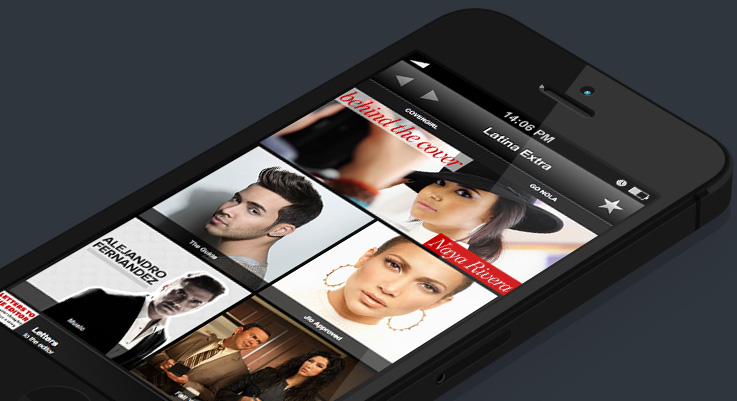 14:06 PM
Latina Extra
COVERGIRL
GO NOLA
behind the cover
Naya Rivera
The Guide
Jlo Approved
ALEJANDRO
FERNANDEZ
Music
LETTERS TO
THE EDITOR
Letters
to the editor